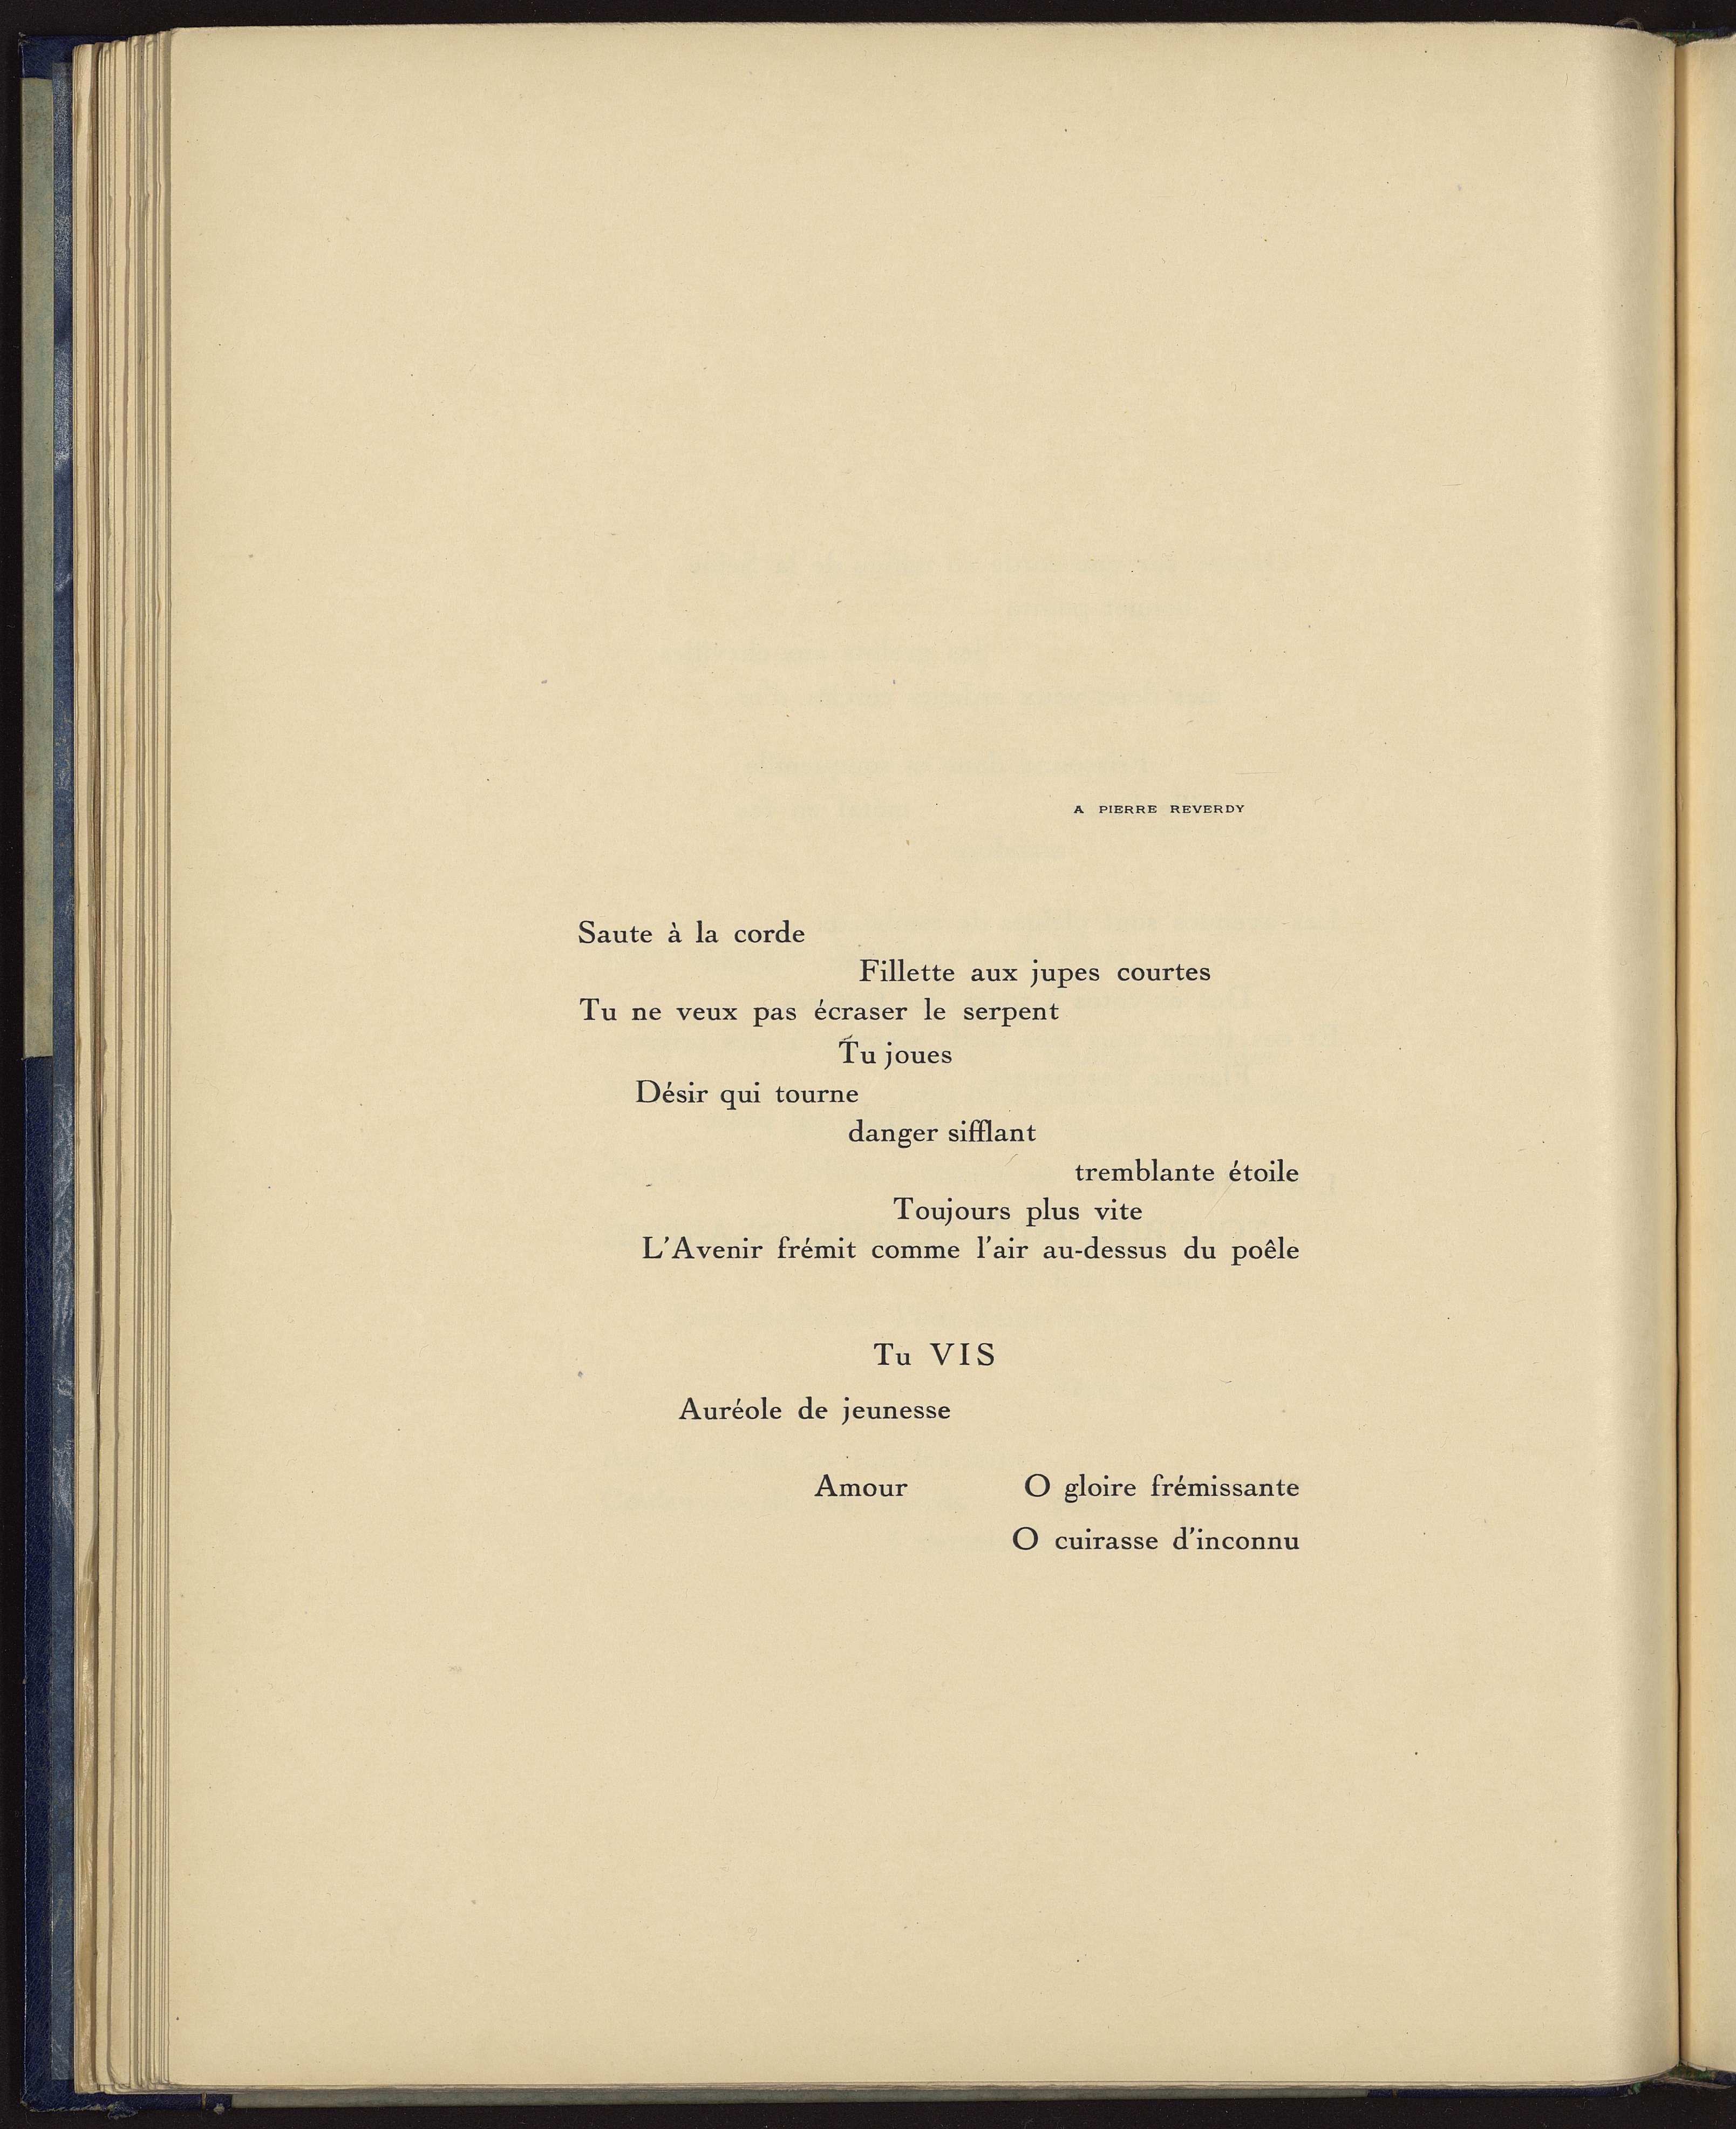 A PIERRE REVERDY
Saute à la corde
Fillette aux jupes courtes
Tu ne veux pas écraser le serpent
Tu joues
Désir qui tourne
danger sifflant
tremblante étoile
Toujours plus vite
L'Avenir frémit comme l'air au-dessus du poêle
Tu VIS
Auréole de jeunesse
Amour O gloire frémissante
O cuirasse d'inconnu